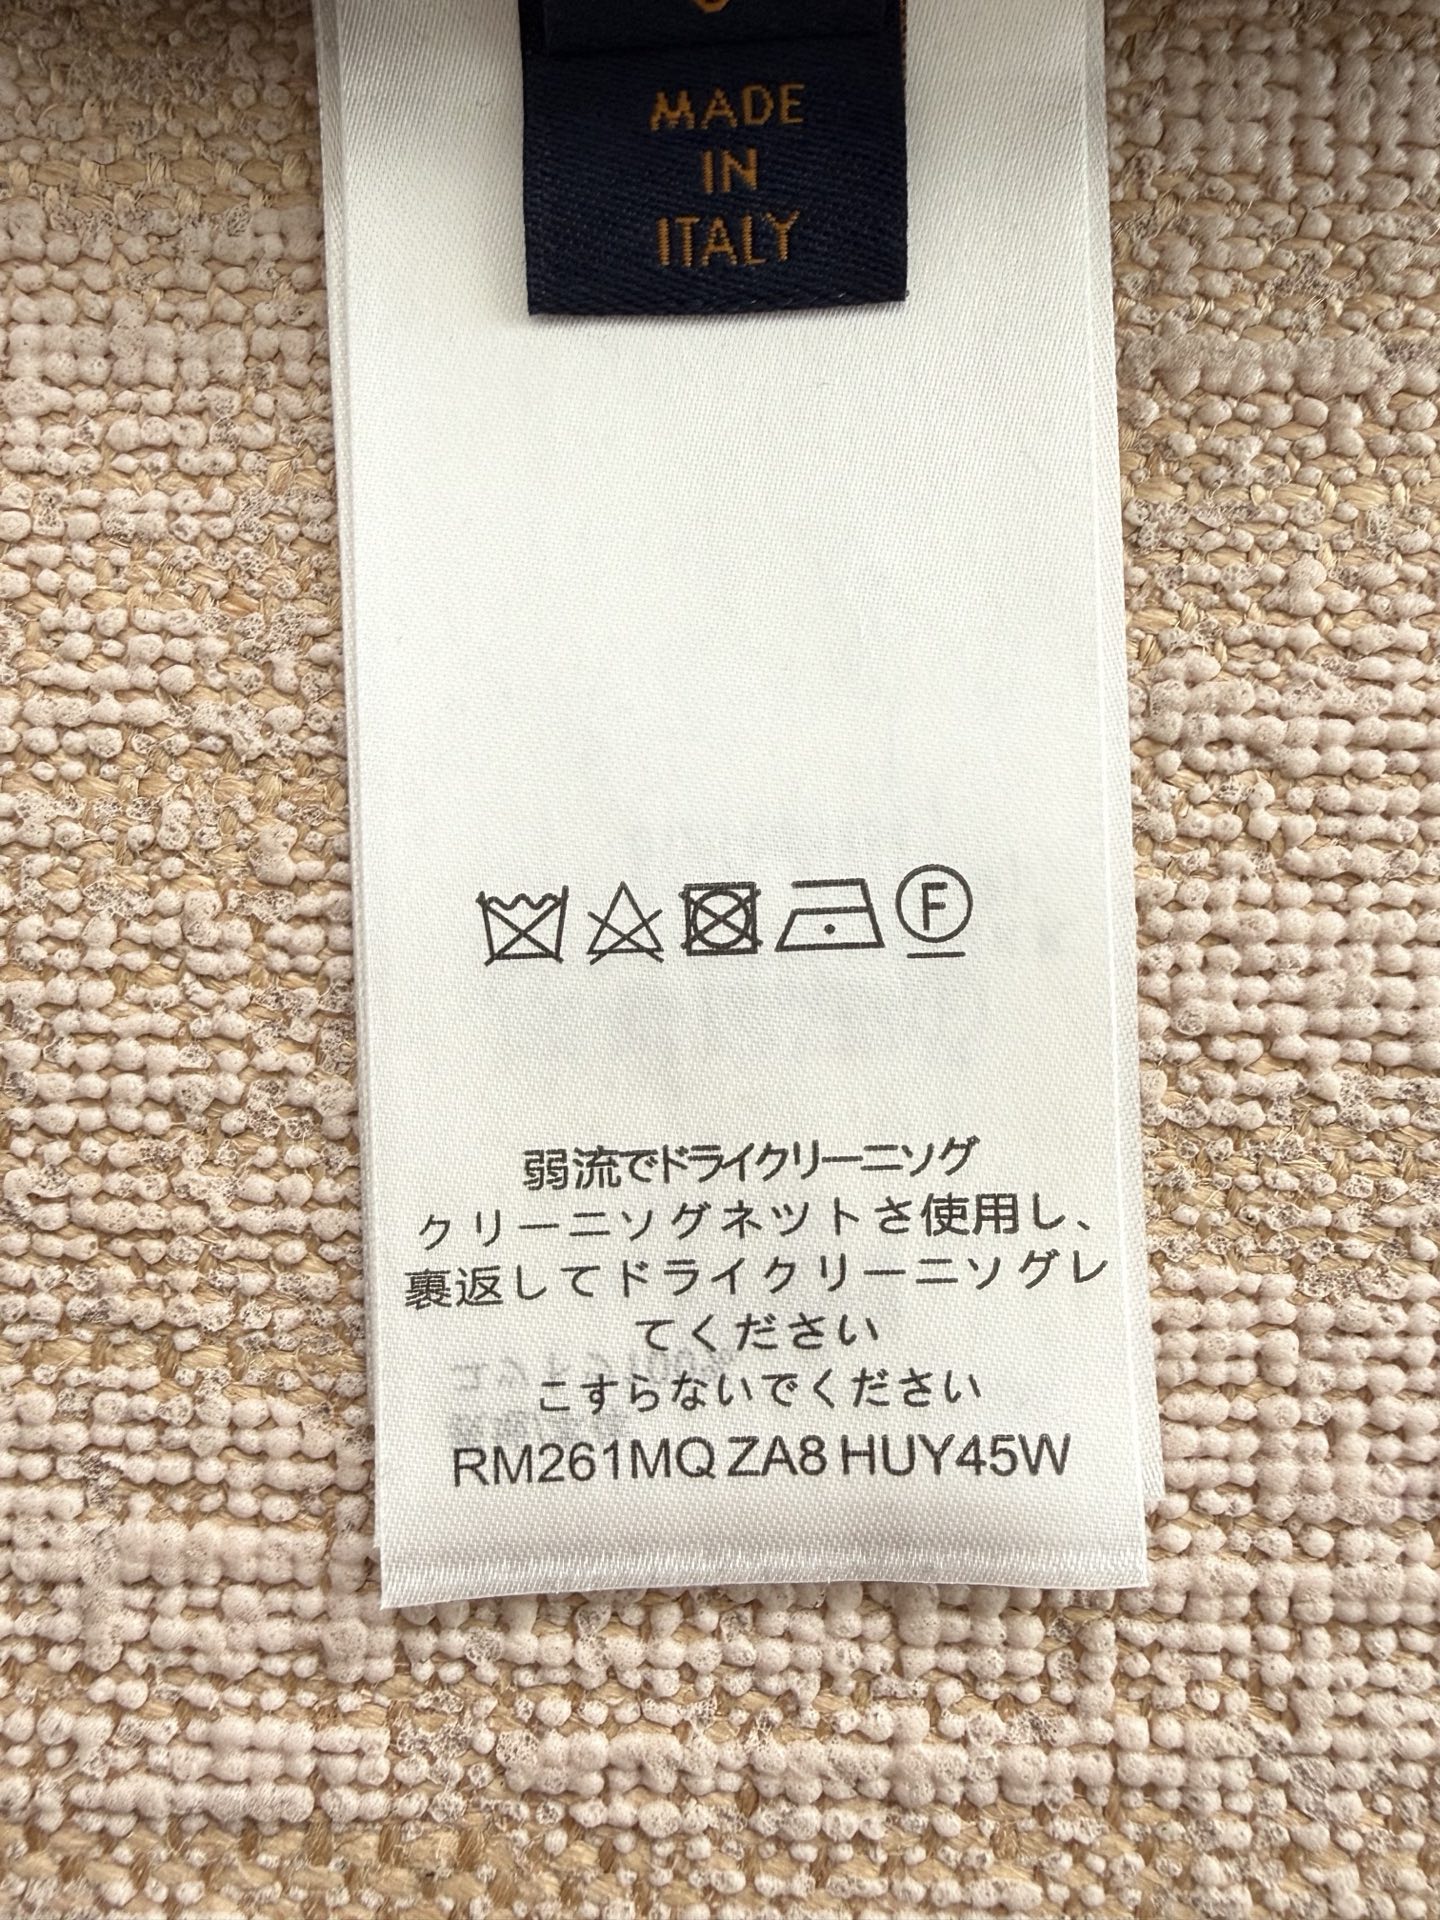 MADE
IN
ITALY
F
弱流でドライクリーニソグ
クリーニソグネツトさ使用し、
裹返してドライクリーニソグレ
てください
こすらないでください
RM261MQ ZA8 HUY45W